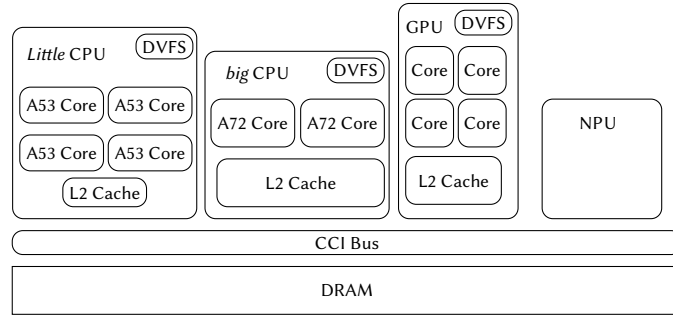 Little CPU
DVFS
A53 Core
A53 Core
A53 Core
A53 Core
L2 Cache
big CPU
DVFS
A72 Core
A72 Core
L2 Cache
GPU
DVFS
Core
Core
Core
Core
L2 Cache
NPU
CCI Bus
DRAM